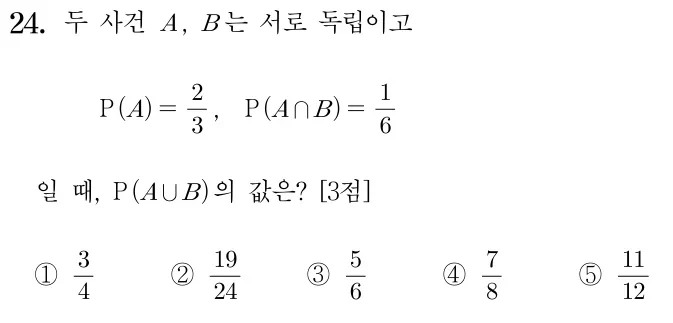 24. 두 사건 A, B는 서로 독립이고
P(A) = 2/3, P(A∩B) = 1/6
일 때, P(A∪B)의 값은? [3점]
① 3/4 ② 19/24 ③ 5/6 ④ 7/8 ⑤ 11/12